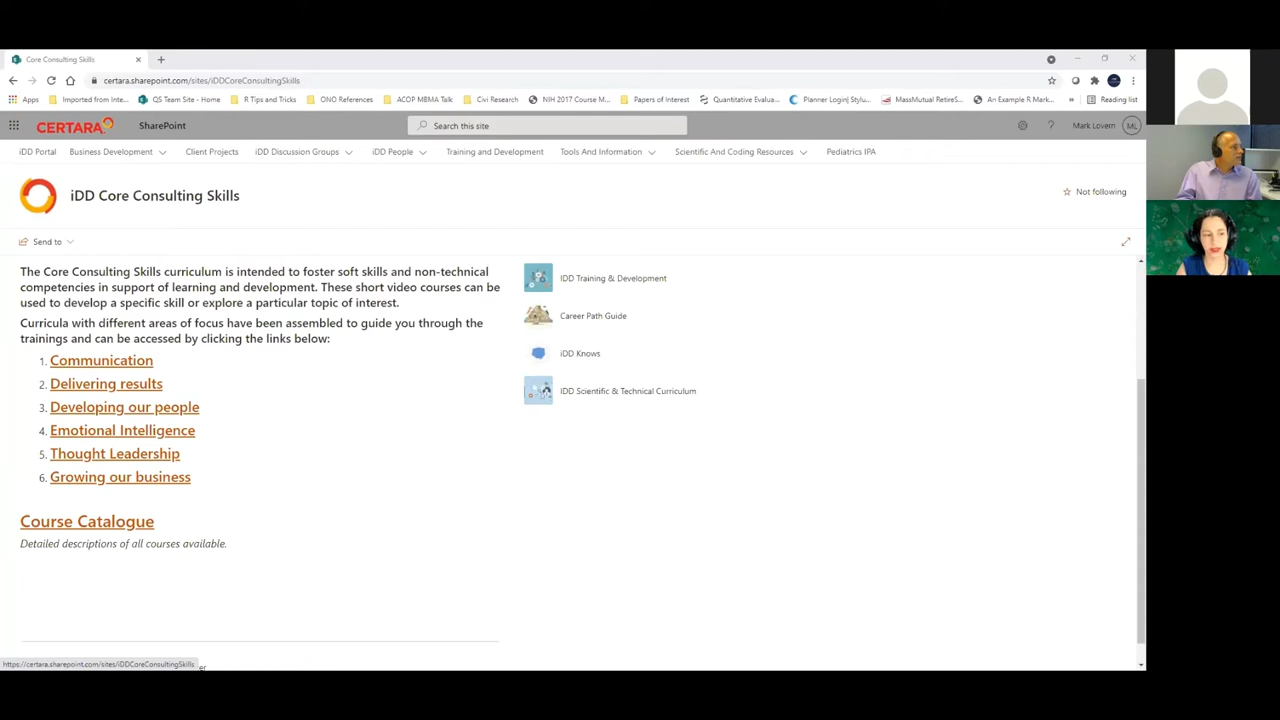 Core Consulting Skills
certara.sharepoint.com/sites/iDDCoreConsultingSkills
Apps
Imported from Inte...
QS Team Site - Home
R Tips and Tricks
ONO References
ACOP MBMA Talk
Civi Research
NIH 2017 Course M...
Papers of Interest
Quantitative Evalua...
Planner Login| Stylu...
MassMutual RetireS...
An Example R Mark...
»
Reading list
CERTARA
SharePoint
Search this site
?
Mark Lovern
ML
iDD Portal
Business Development
Client Projects
iDD Discussion Groups
iDD People
Training and Development
Tools And Information
Scientific And Coding Resources
Pediatrics IPA
iDD Core Consulting Skills
Not following
Send to
The Core Consulting Skills curriculum is intended to foster soft skills and non-technical
competencies in support of learning and development. These short video courses can be
used to develop a specific skill or explore a particular topic of interest.
Curricula with different areas of focus have been assembled to guide you through the
trainings and can be accessed by clicking the links below:
1. Communication
2. Delivering results
3. Developing our people
4. Emotional Intelligence
5. Thought Leadership
6. Growing our business
Course Catalogue
Detailed descriptions of all courses available.
IDD Training & Development
Career Path Guide
iDD Knows
IDD Scientific & Technical Curriculum
https://certara.sharepoint.com/sites/iDDCoreConsultingSkills